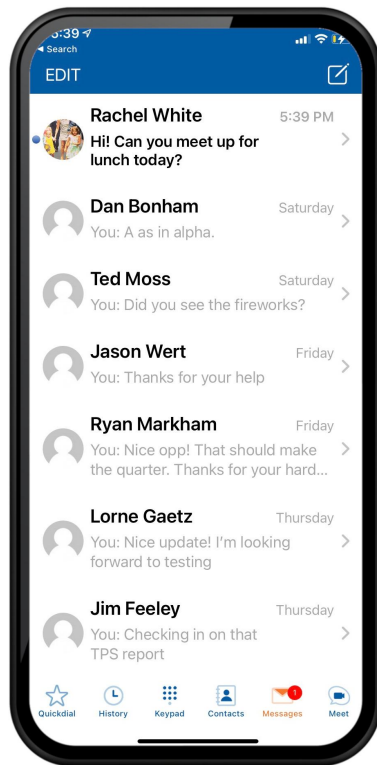 5:39
Search
EDIT
Rachel White 5:39 PM
Hi! Can you meet up for
lunch today?
Dan Bonham Saturday
You: A as in alpha.
Ted Moss Saturday
You: Did you see the fireworks?
Jason Wert Friday
You: Thanks for your help
Ryan Markham Friday
You: Nice opp! That should make
the quarter. Thanks for your hard...
Lorne Gaetz Thursday
You: Nice update! I'm looking
forward to testing
Jim Feeley Thursday
You: Checking in on that
TPS report
1
Quickdial History Keypad Contacts Messages Meet